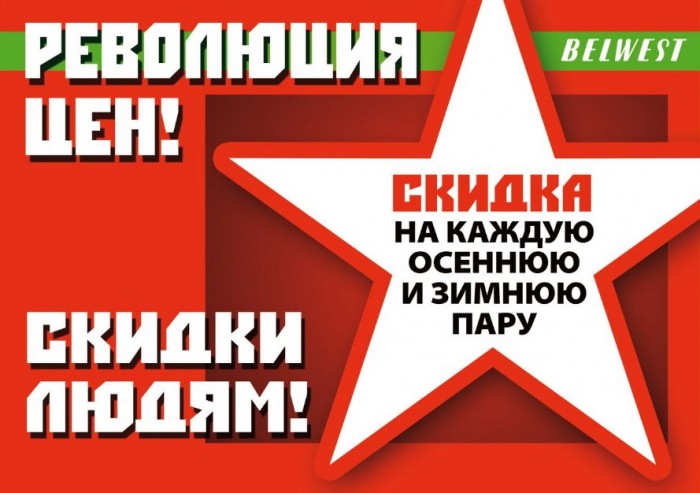 РЕВОЛЮЦИЯ
ЦЕН!
BELWEST
СКИДКА
НА КАЖДУЮ
ОСЕННЮЮ
И ЗИМНЮЮ
ПАРУ
СКИДКИ
ЛЮДЯМ!